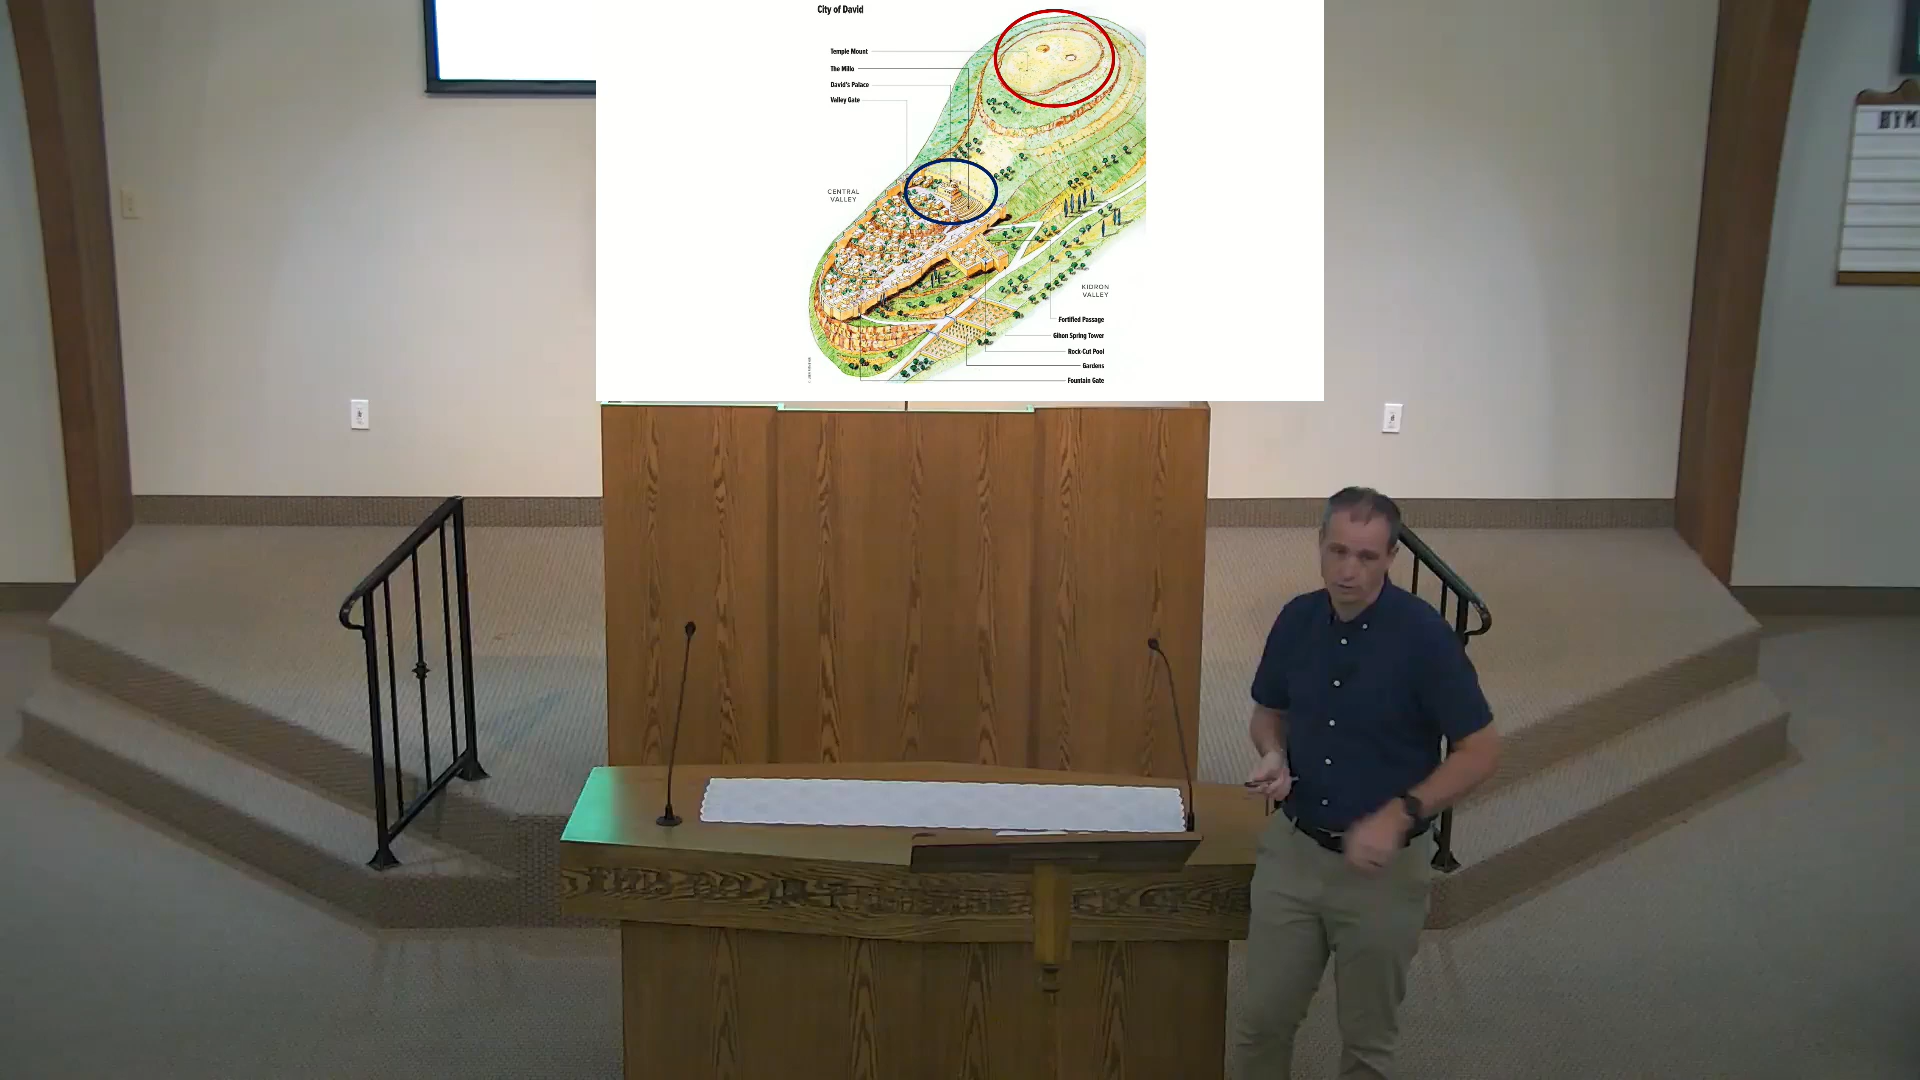 City of David
Temple Mount
The Millo
David's Palace
Valley Gate
CENTRAL
VALLEY
KIDRON
VALLEY
Fortified Passage
Gihon Spring Tower
Rock-Cut Pool
Gardens
Fountain Gate
HYM